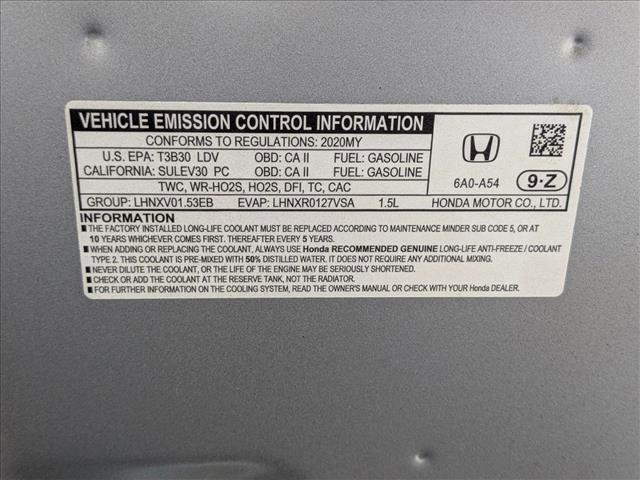 VEHICLE EMISSION CONTROL INFORMATION
CONFORMS TO REGULATIONS: 2020MY
U.S. EPA: T3B30 LDV OBD: CA II FUEL: GASOLINE
CALIFORNIA: SULEV30 PC OBD: CA II FUEL: GASOLINE
TWC, WR-HO2S, HO2S, DFI, TC, CAC
6A0-A54 9·Z
GROUP: LHNXV01.53EB EVAP: LHNXR0127VSA 1.5L HONDA MOTOR CO., LTD.
INFORMATION
■ THE FACTORY INSTALLED LONG-LIFE COOLANT MUST BE REPLACED ACCORDING TO MAINTENANCE MINDER SUB CODE 5, OR AT
10 YEARS WHICHEVER COMES FIRST. THEREAFTER EVERY 5 YEARS.
■ WHEN ADDING OR REPLACING THE COOLANT, ALWAYS USE Honda RECOMMENDED GENUINE LONG-LIFE ANTI-FREEZE / COOLANT
TYPE 2. THIS COOLANT IS PRE-MIXED WITH 50% DISTILLED WATER. IT DOES NOT REQUIRE ANY ADDITIONAL MIXING.
■ NEVER DILUTE THE COOLANT, OR THE LIFE OF THE ENGINE MAY BE SERIOUSLY SHORTENED.
■ CHECK OR ADD THE COOLANT AT THE RESERVE TANK, NOT THE RADIATOR.
■ FOR FURTHER INFORMATION ON THE COOLING SYSTEM, READ THE OWNER'S MANUAL OR CHECK WITH YOUR Honda DEALER.